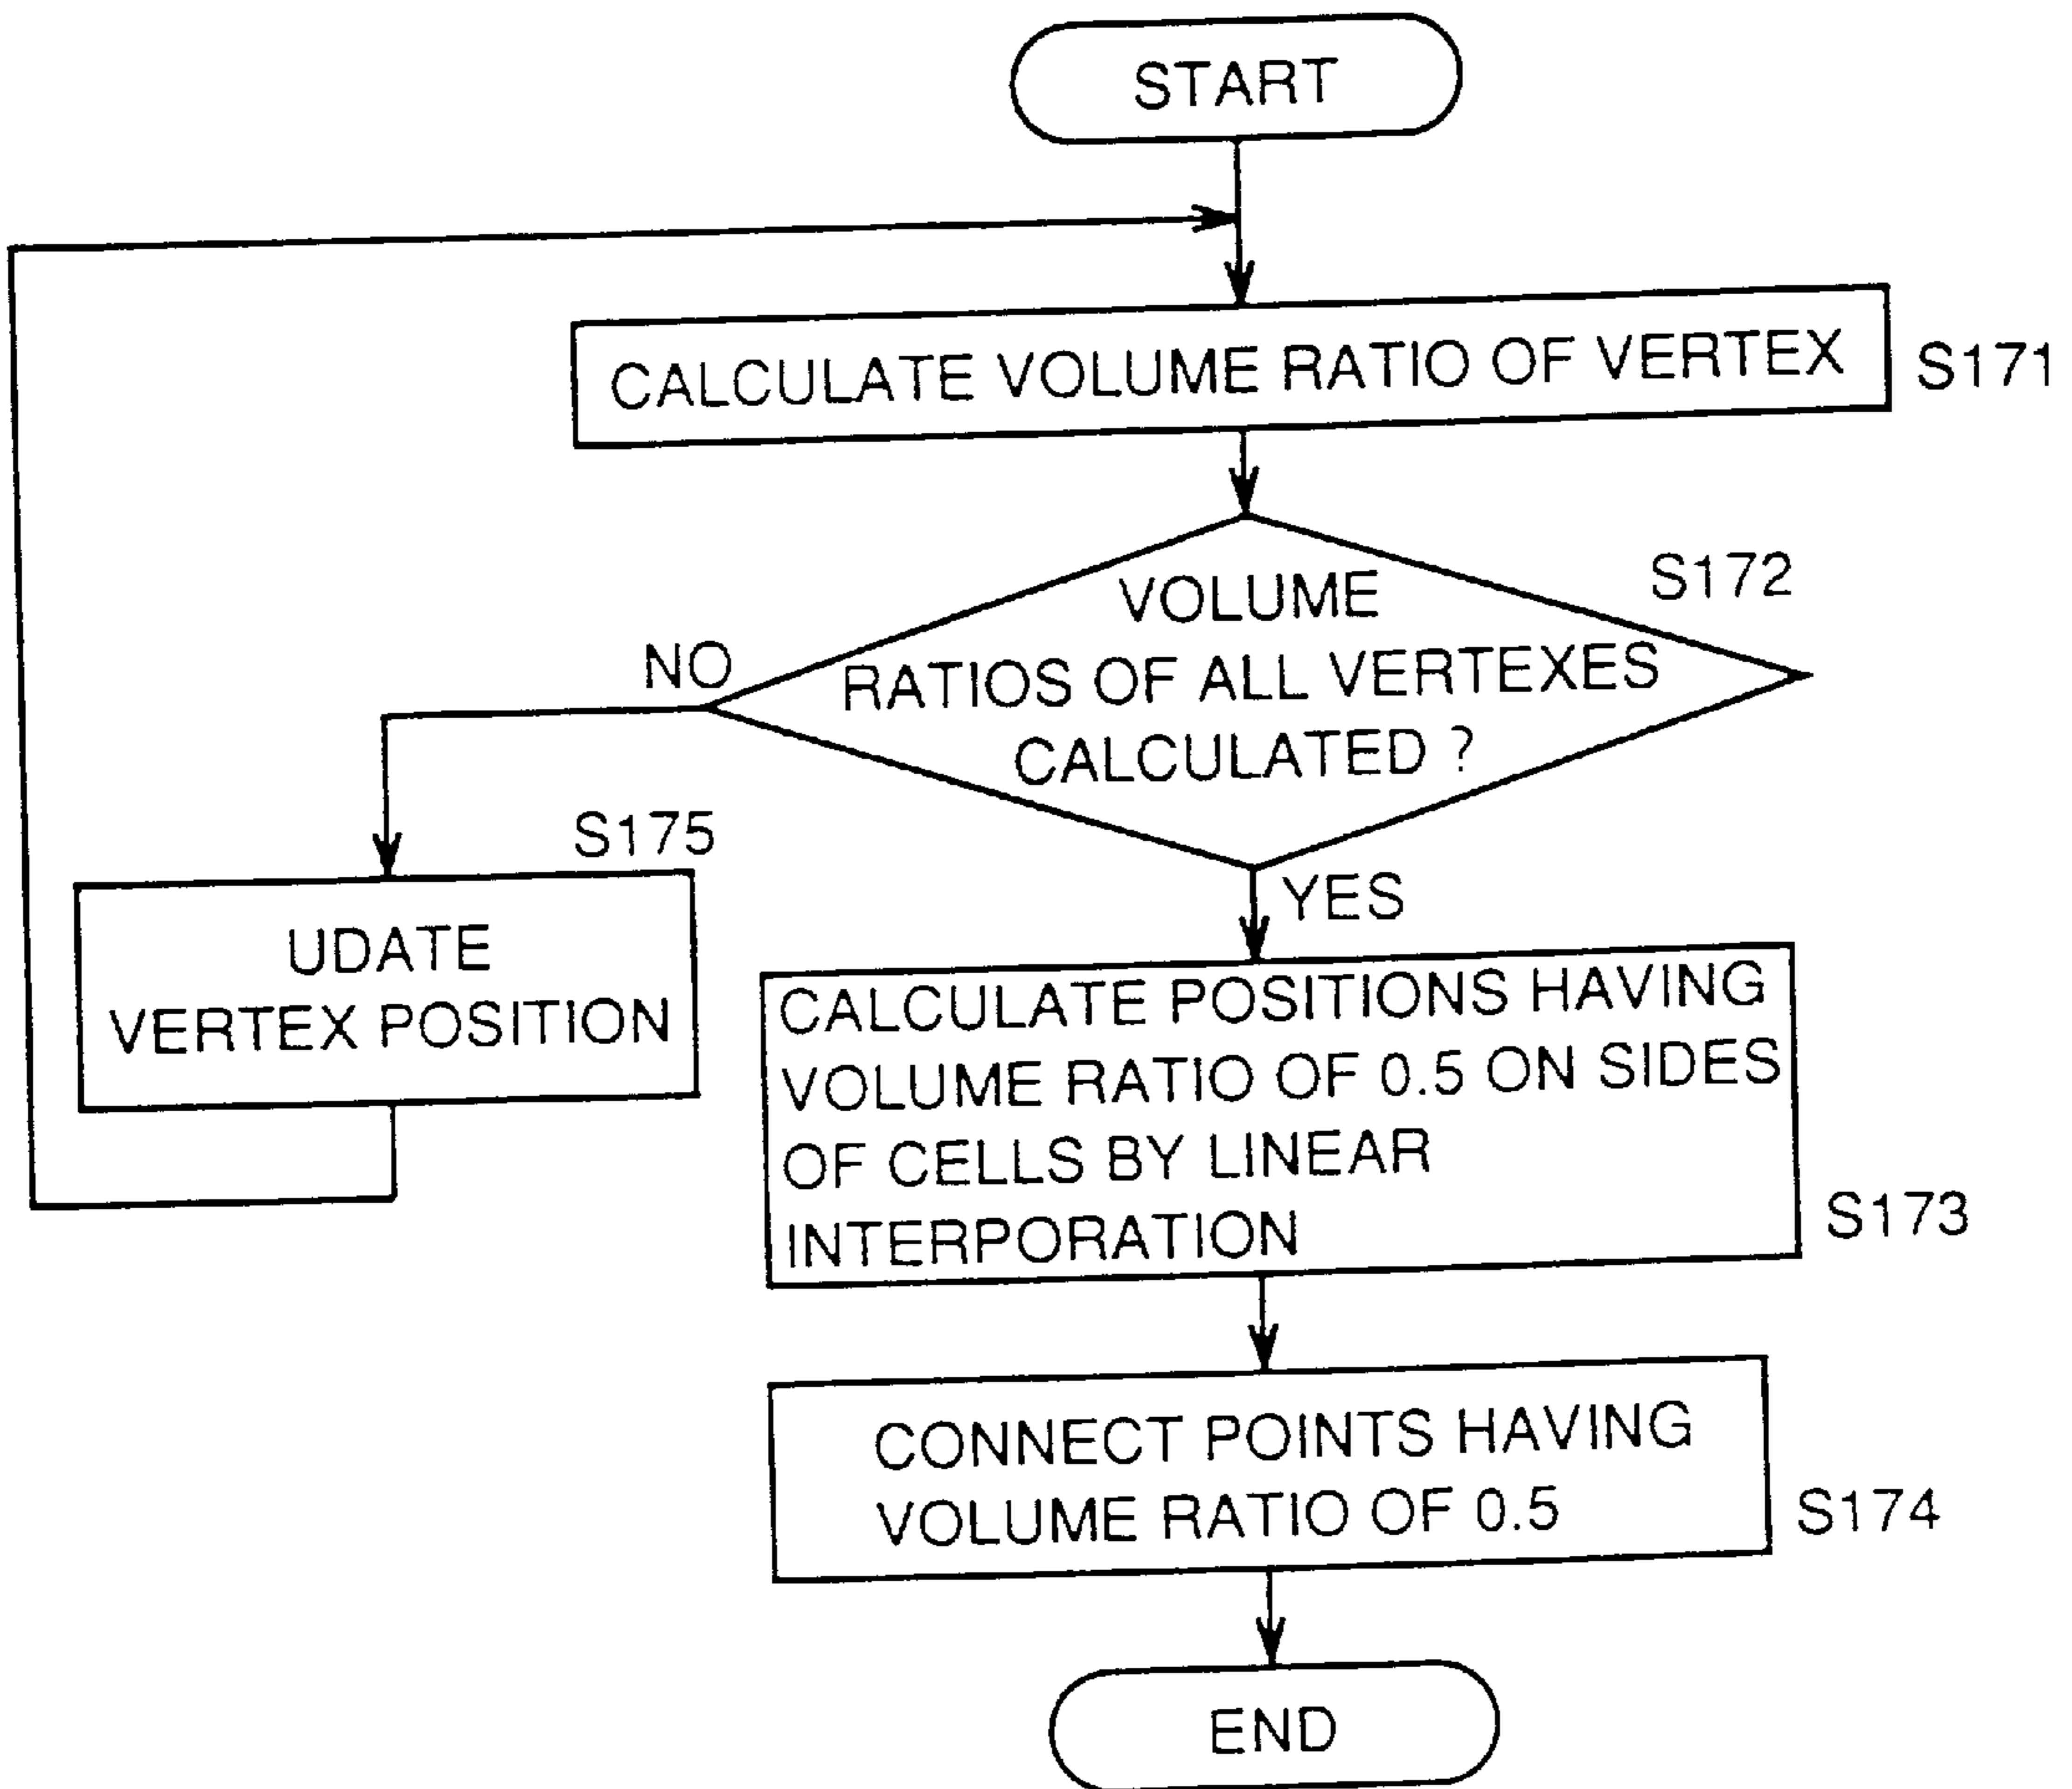 START
CALCULATE VOLUME RATIO OF VERTEX
S171
S172
VOLUME
RATIOS OF ALL VERTEXES
CALCULATED ?
NO
YES
S175
UDATE
VERTEX POSITION
CALCULATE POSITIONS HAVING
VOLUME RATIO OF 0.5 ON SIDES
OF CELLS BY LINEAR
INTERPORATION
S173
CONNECT POINTS HAVING
VOLUME RATIO OF 0.5
S174
END